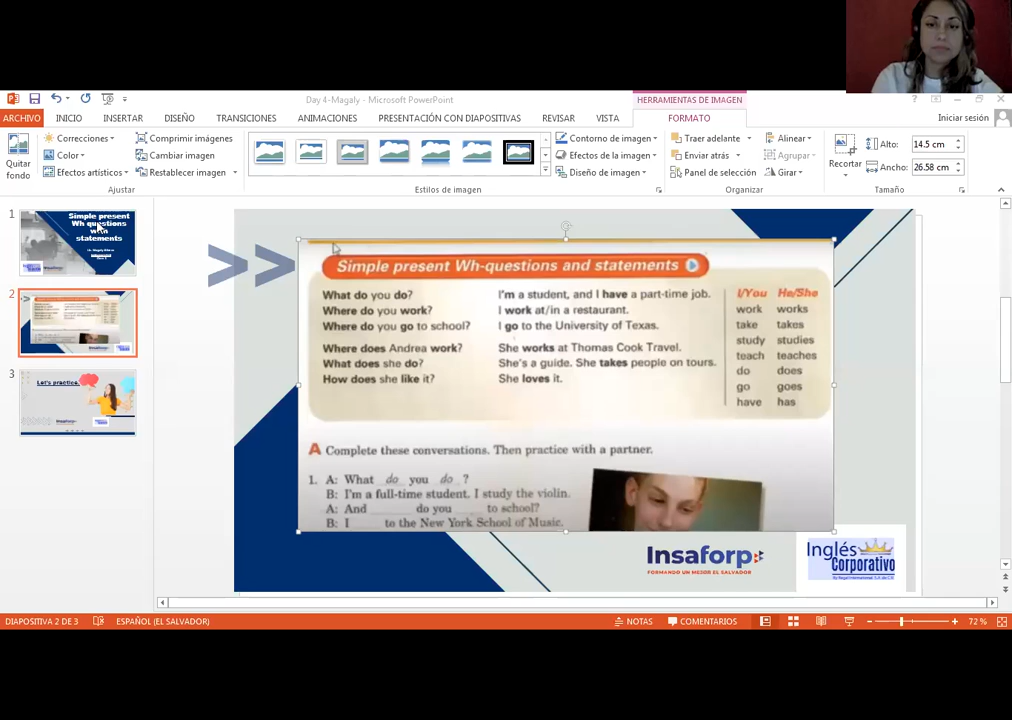 Day 4-Magaly - Microsoft PowerPoint
HERRAMIENTAS DE IMAGEN
ARCHIVO INICIO INSERTAR DISEÑO TRANSICIONES ANIMACIONES PRESENTACIÓN CON DIAPOSITIVAS REVISAR VISTA FORMATO Iniciar sesión
Quitar fondo
Correcciones
Color
Efectos artísticos
Comprimir imágenes
Cambiar imagen
Restablecer imagen
Ajustar
Estilos de imagen
Contorno de imagen
Efectos de la imagen
Diseño de imagen
Traer adelante
Enviar atrás
Panel de selección
Alinear
Agrupar
Girar
Organizar
Recortar
Alto: 14.5 cm
Ancho: 26.58 cm
Tamaño
1
Simple present
Wh questions
with
statements
2
3
Let's practice
>>
Simple present Wh-questions and statements
What do you do? I'm a student, and I have a part-time job. I/You He/She
Where do you work? I work at/in a restaurant. work works
Where do you go to school? I go to the University of Texas. take takes
study studies
Where does Andrea work? She works at Thomas Cook Travel. teach teaches
What does she do? She's a guide. She takes people on tours. do does
How does she like it? She loves it. go goes
have has
A Complete these conversations. Then practice with a partner.
1. A: What do you do ?
B: I'm a full-time student. I study the violin.
A: And ___ do you ___ to school?
B: I ___ to the New York School of Music.
Insaforp
FORMANDO UN MEJOR EL SALVADOR
Inglés
Corporativo
DIAPOSITIVA 2 DE 3 ESPAÑOL (EL SALVADOR) NOTAS COMENTARIOS 72 %